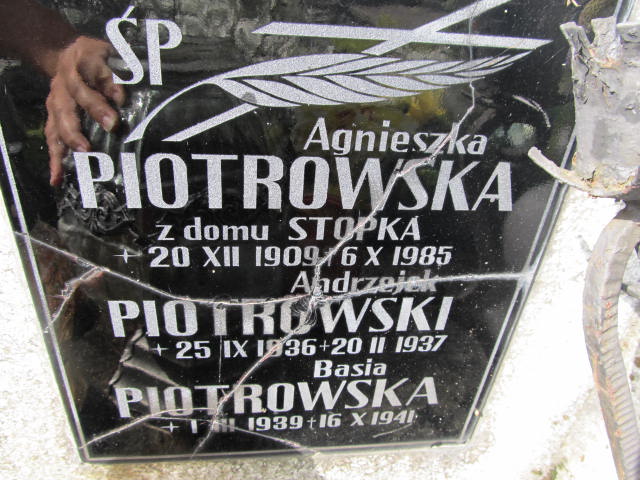 ŚP
Agnieszka
PIOTROWSKA
z domu STOPKA
+ 20 XII 1909 + 6 X 1985
Andrzejek
PIOTROWSKI
+ 25 IX 1936 + 20 II 1937
Basia
PIOTROWSKA
+ 1 III 1939 + 16 X 1941